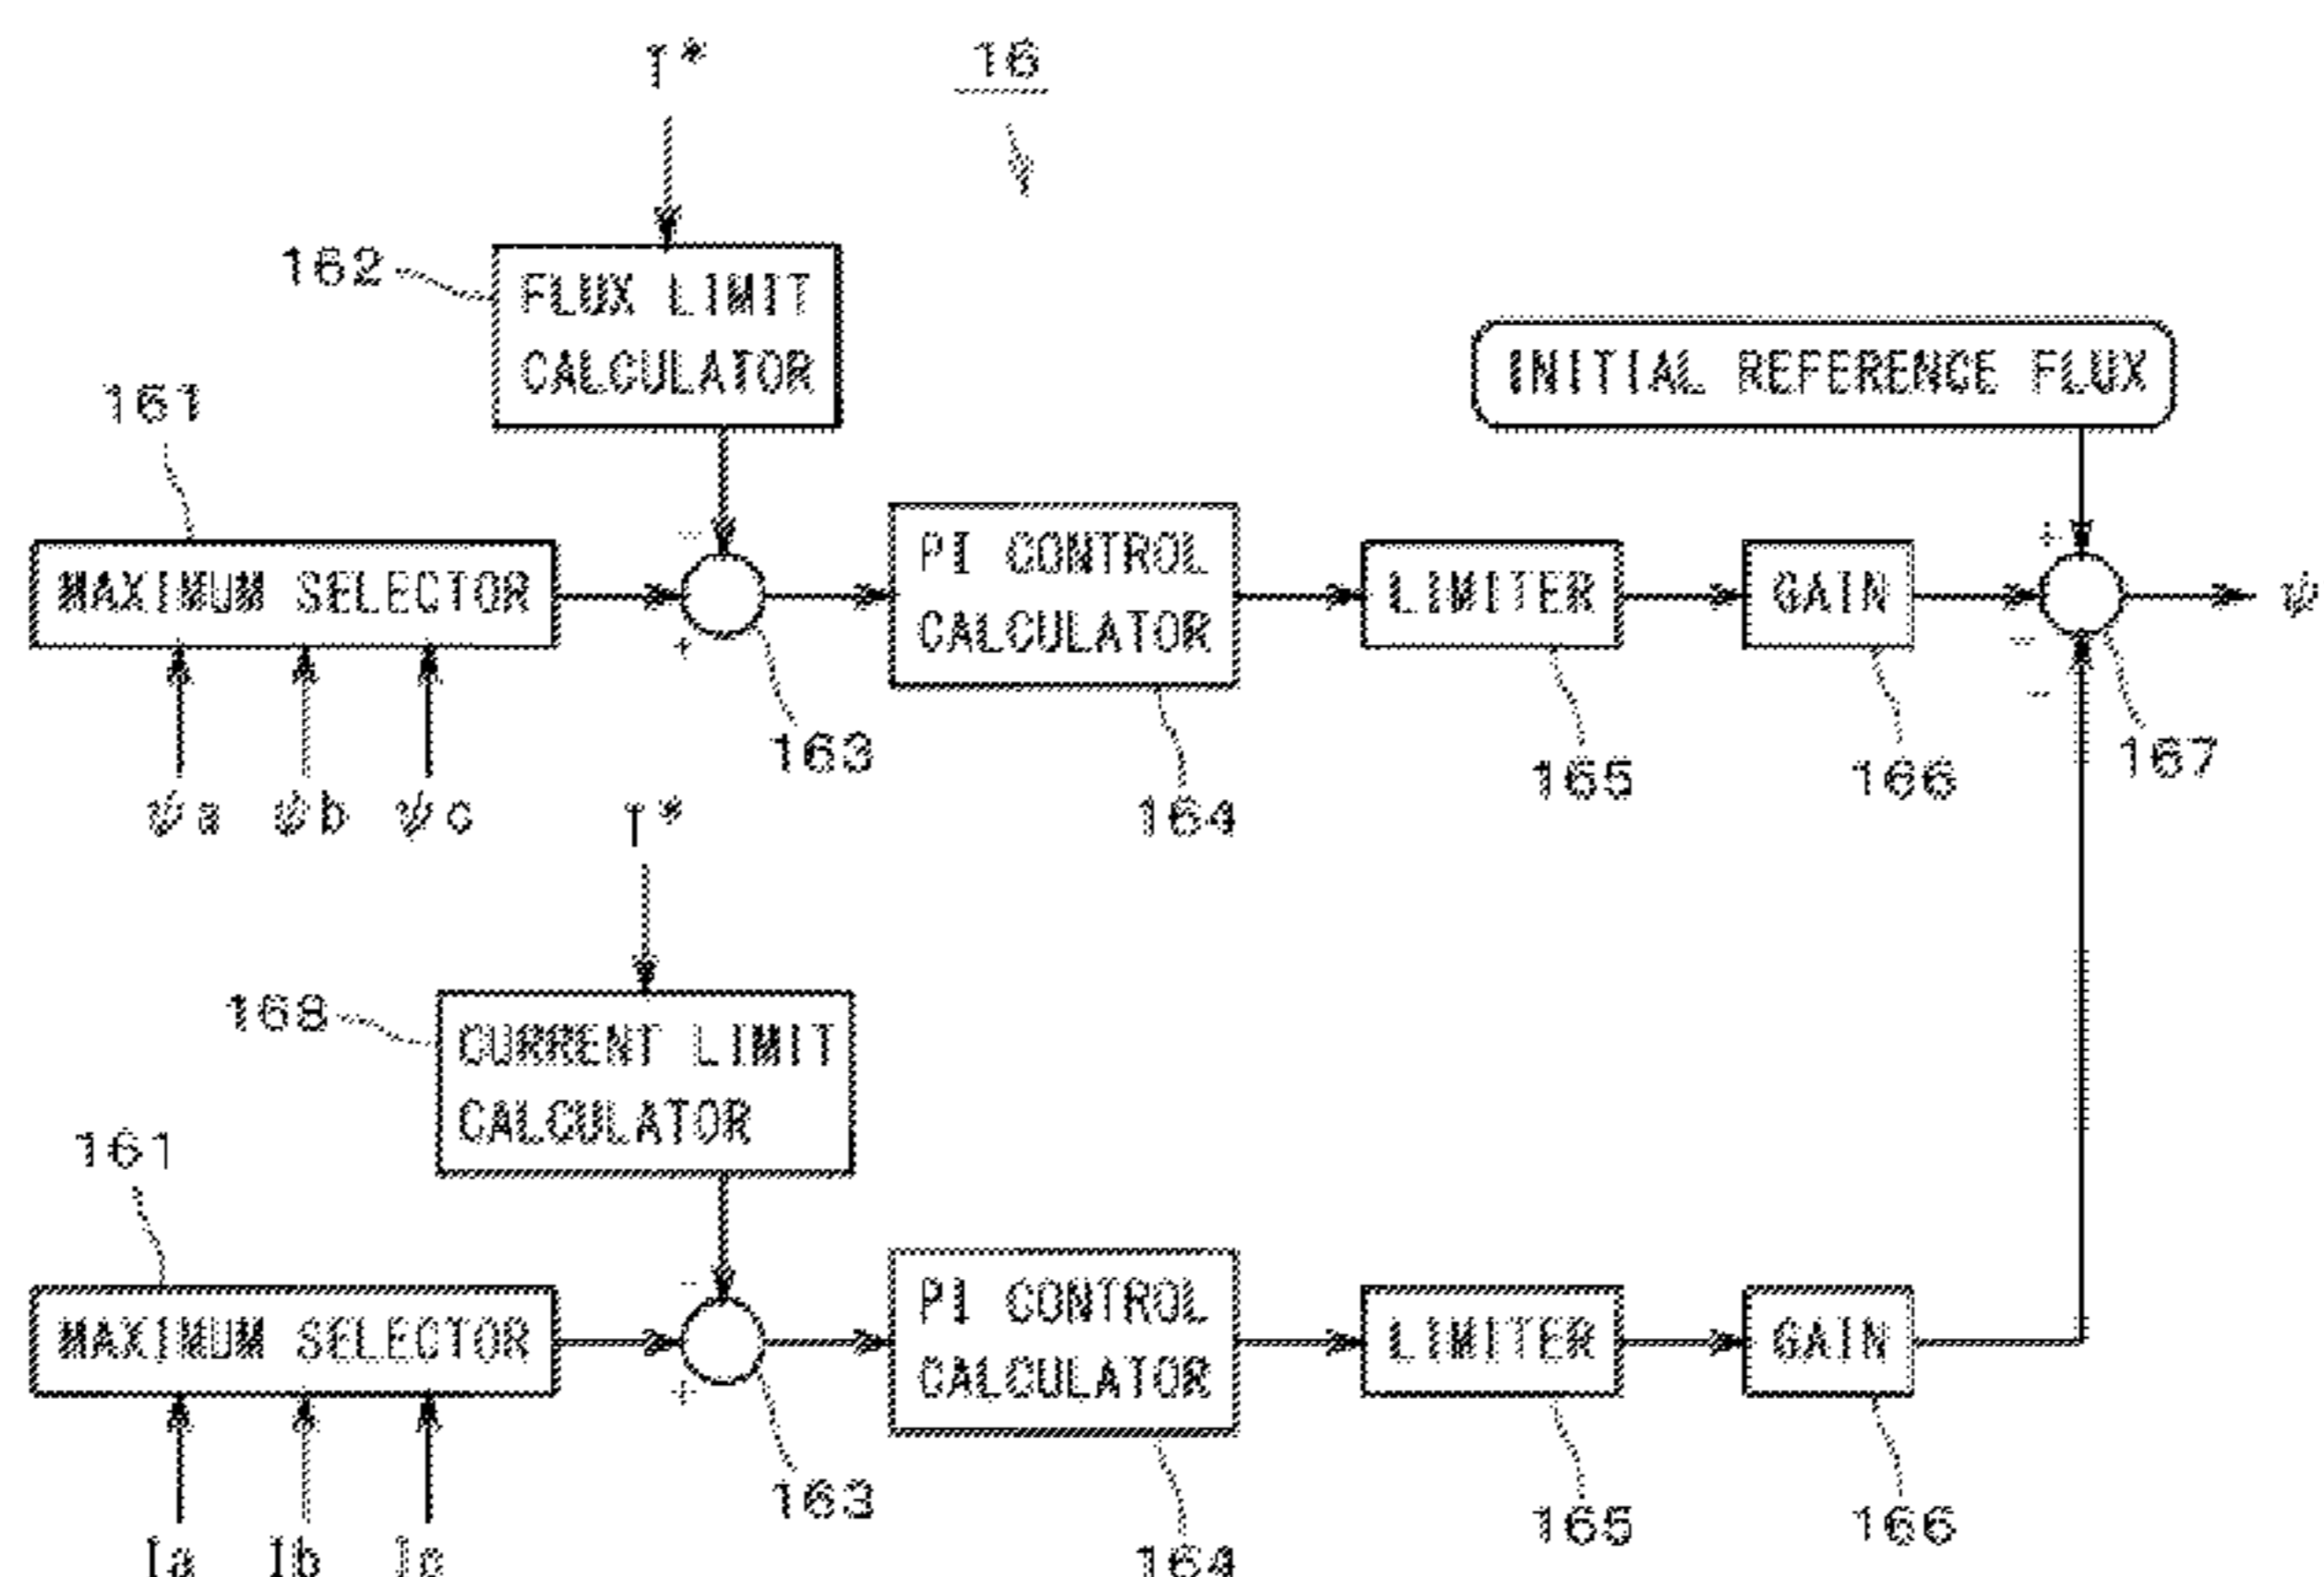 T*
16
162
FLUX LIMIT
CALCULATOR
INITIAL REFERENCE FLUX
161
MAXIMUM SELECTOR
-
+
PI CONTROL
CALCULATOR
LIMITER
GAIN
+
-
-
ψ
163
164
165
166
167
ψa ψb ψc
T*
168
CURRENT LIMIT
CALCULATOR
161
MAXIMUM SELECTOR
-
+
PI CONTROL
CALCULATOR
LIMITER
GAIN
163
164
165
166
Ia Ib Ic